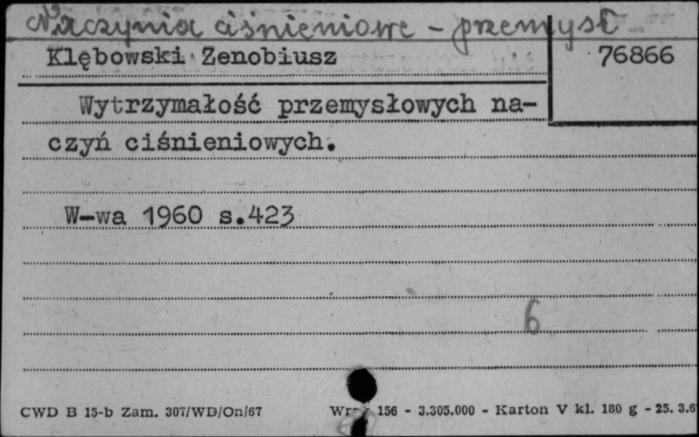 Naczynia ciśnieniowe - przemysł
Klębowski Zenobiusz
76866
Wytrzymałość przemysłowych na-
czyń ciśnieniowych.
W-wa 1960 s.423
6
CWD B 15-b Zam. 307/WD/On/67
156 - 3.305.000 - Karton V kl. 180 g - 25. 3.6